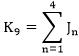 K₉ = ∑_{n=1}^{4} Jₙ